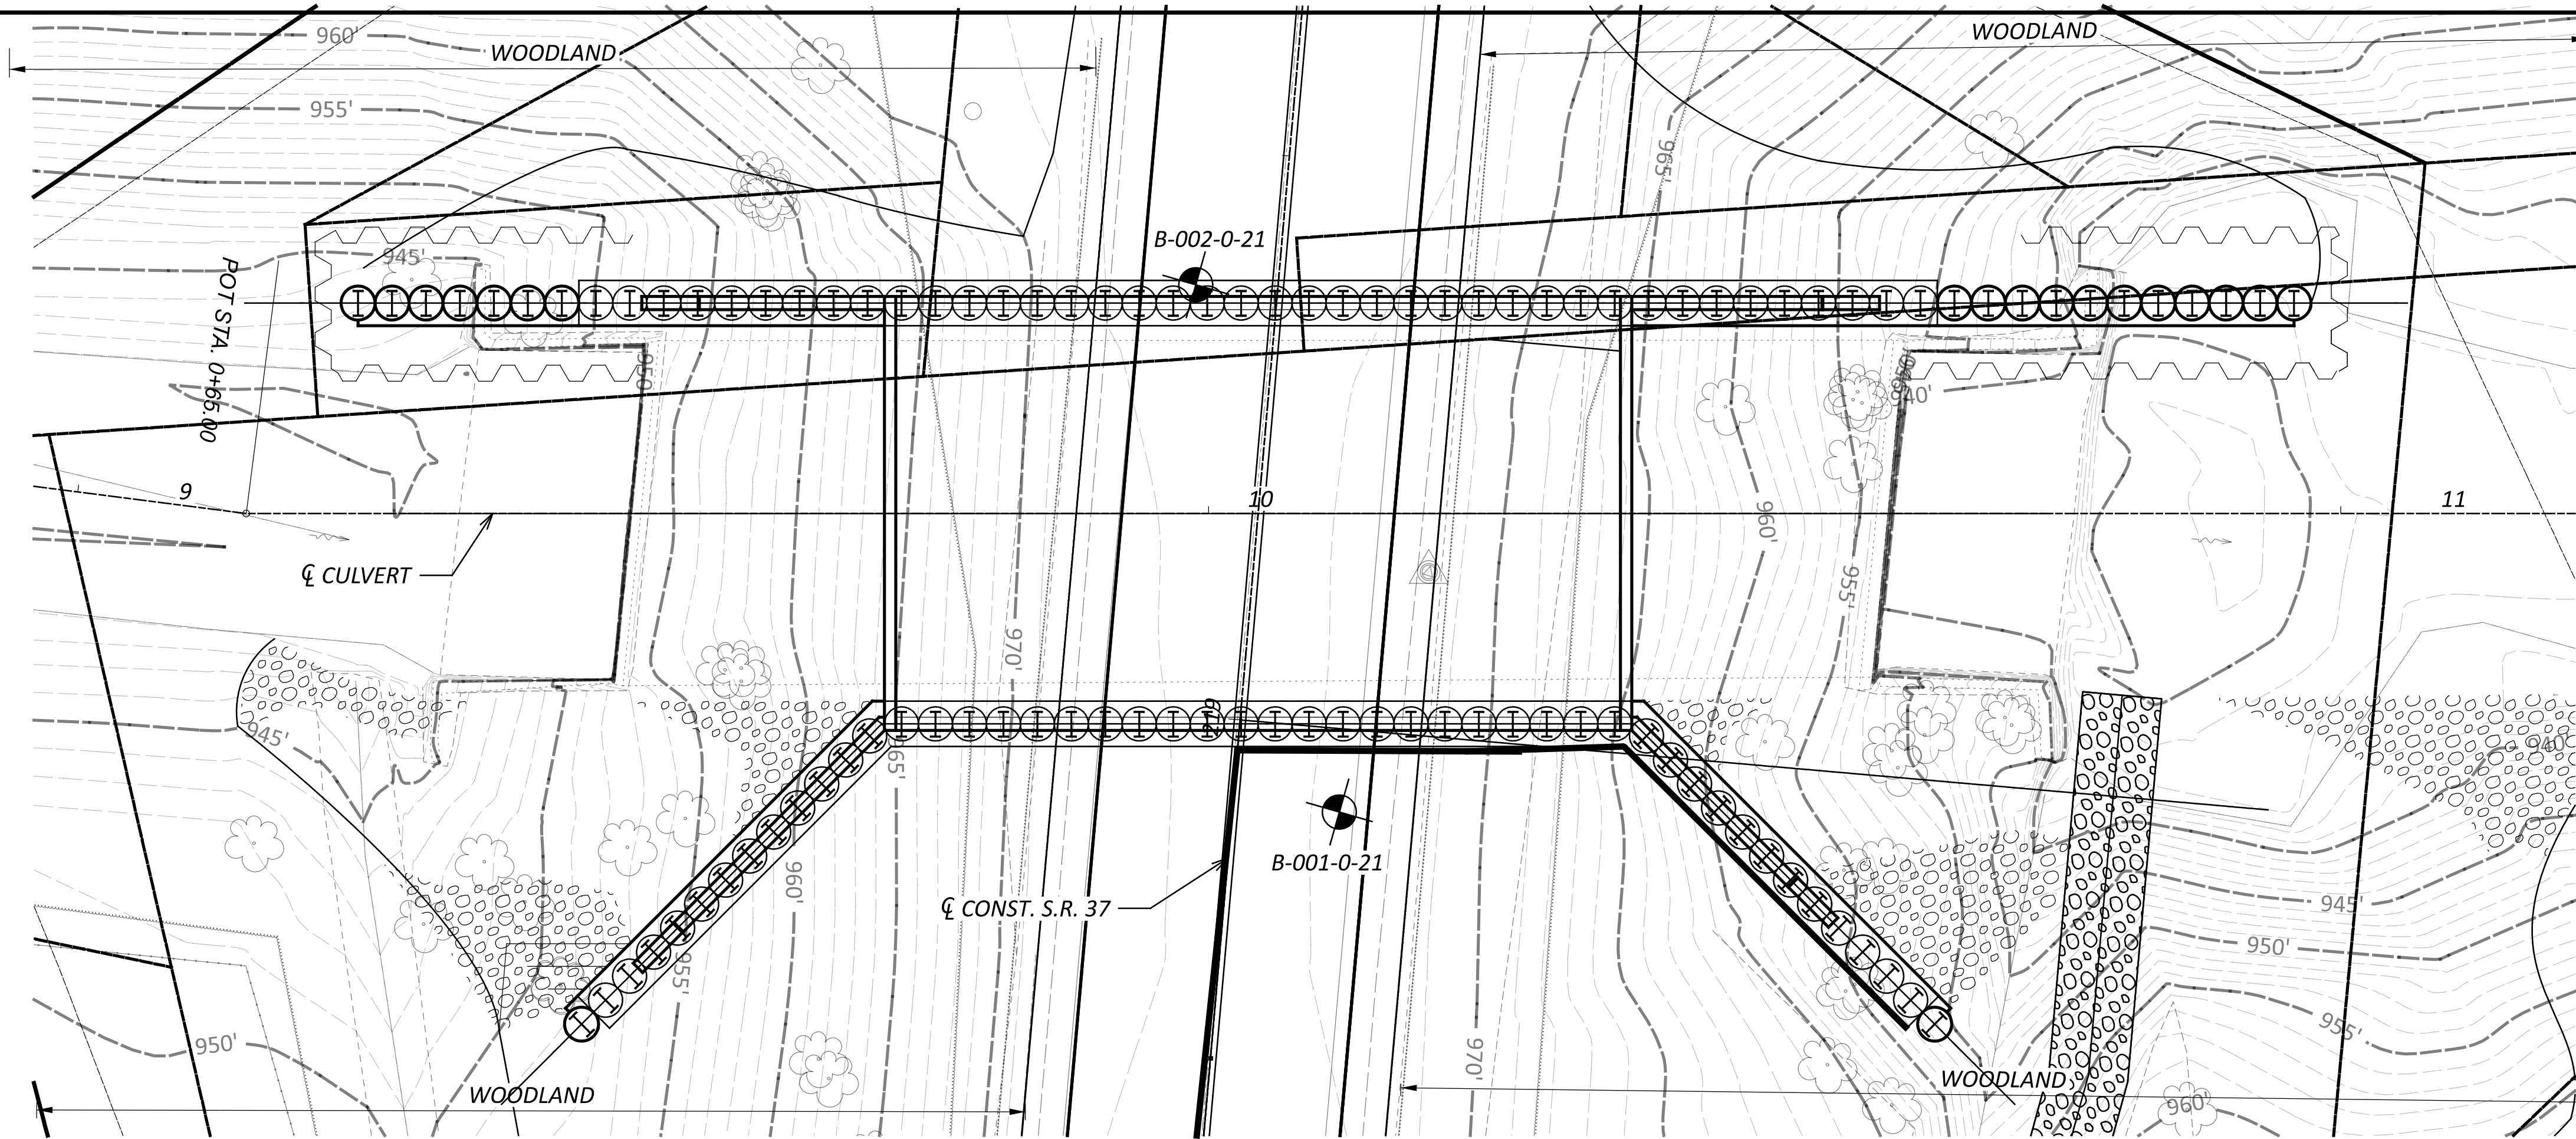 960'
WOODLAND
WOODLAND
955'
965'
B-002-0-21
945'
POT STA. 0+65.00
950'
940'
9
10
11
960'
℄ CULVERT
955'
970'
219
945'
965'
940'
B-001-0-21
960'
℄ CONST. S.R. 37
945'
950'
955'
955'
950'
970'
WOODLAND
WOODLAND
960'